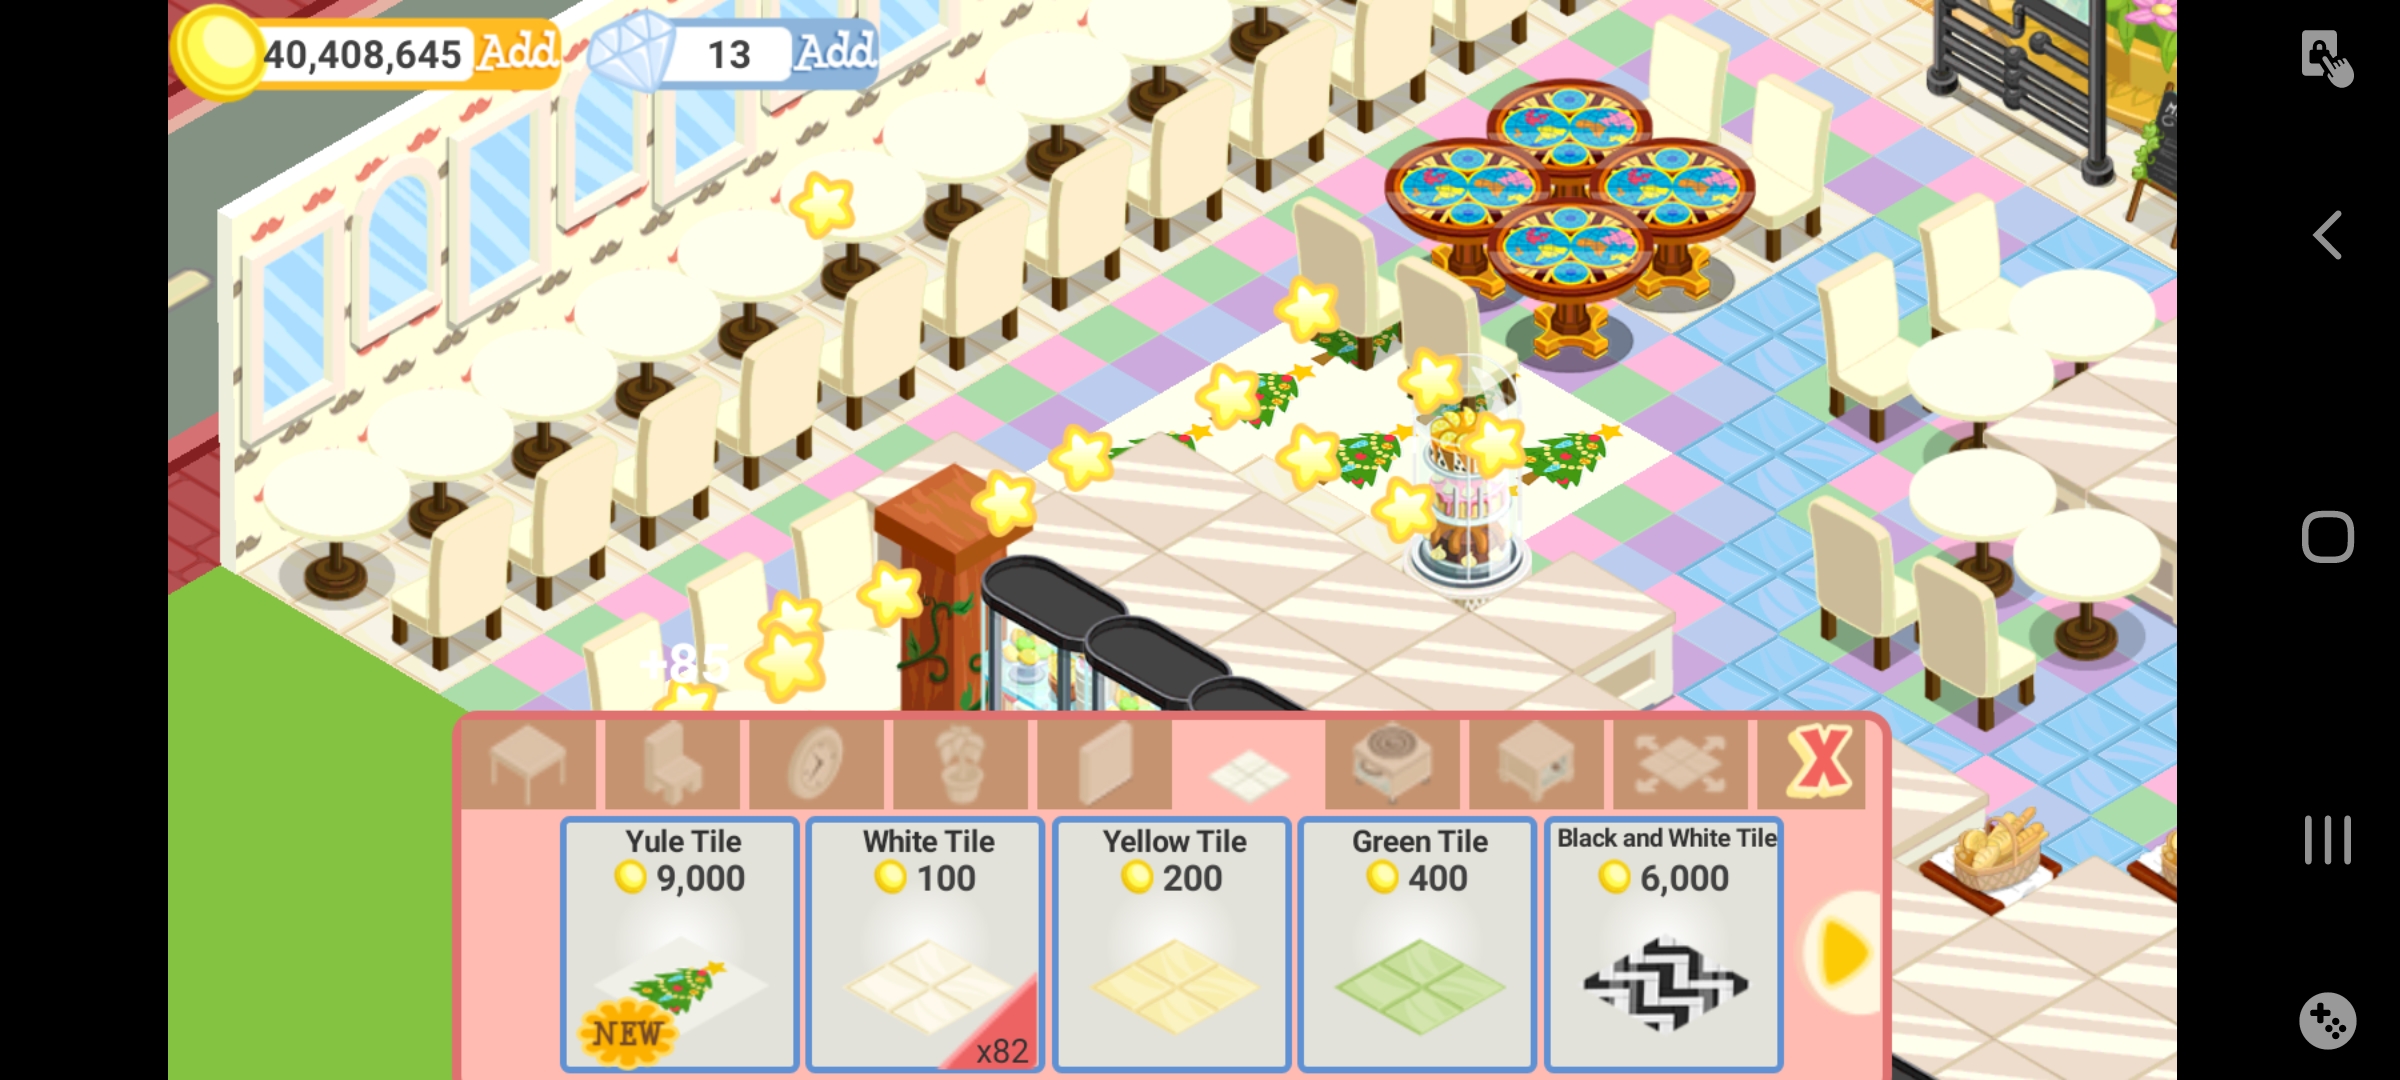 40,408,645 Add
13 Add
+85
Yule Tile
9,000
NEW
White Tile
100
x82
Yellow Tile
200
Green Tile
400
Black and White Tile
6,000
X